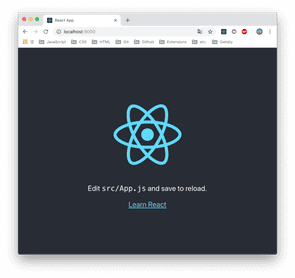 React App
localhost:3000
JavaScript
CSS
HTML
Git
Github
Extensions
etc.
Gatsby
Edit src/App.js and save to reload.
Learn React